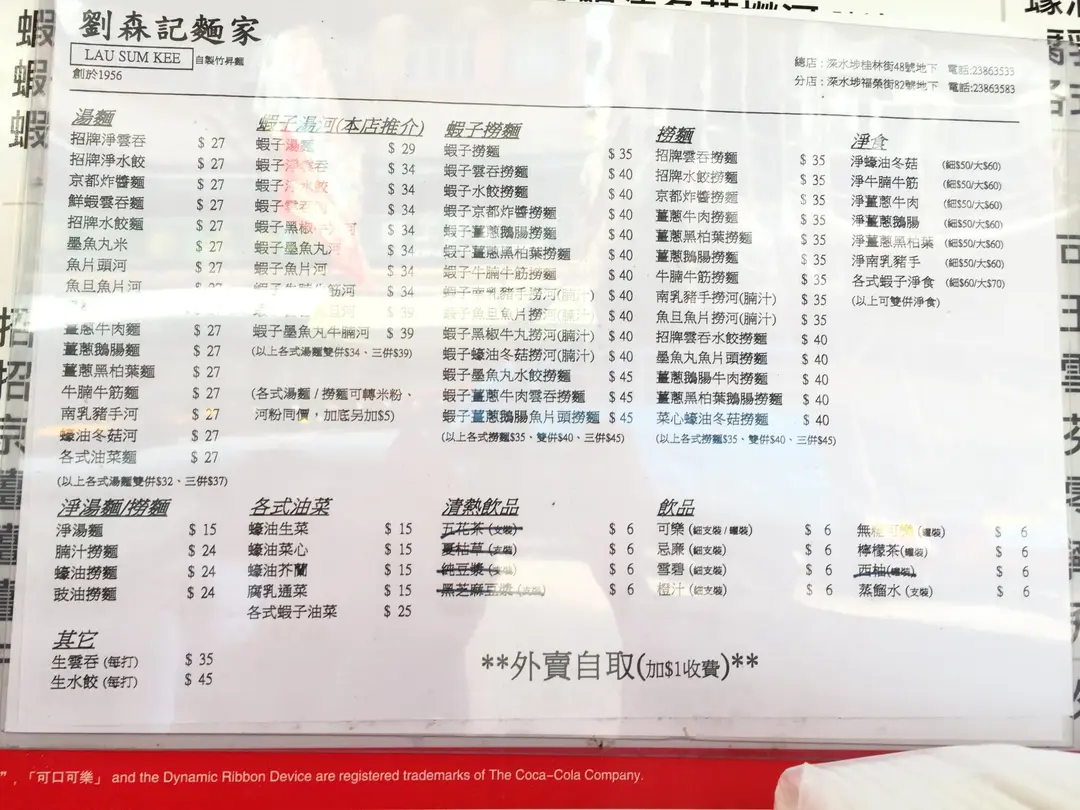 劉森記麵家
LAU SUM KEE 自製竹昇麵
創於1956
總店：深水埗桂林街48號地下 電話:23863533
分店：深水埗福榮街82號地下 電話:23863583
湯麵
招牌淨雲吞 $ 27
招牌淨水餃 $ 27
京都炸醬麵 $ 27
鮮蝦雲吞麵 $ 27
招牌水餃麵 $ 27
墨魚丸米 $ 27
魚片頭河 $ 27
魚旦魚片河 $ 27
薑蔥牛肉麵 $ 27
薑蔥鵝腸麵 $ 27
薑蔥黑柏葉麵 $ 27
牛腩牛筋麵 $ 27
南乳豬手河 $ 27
蠔油冬菇河 $ 27
各式油菜麵 $ 27
(以上各式湯麵雙併$32、三併$37)
蝦子湯河(本店推介)
蝦子湯麵 $ 29
蝦子淨雲吞 $ 34
蝦子淨水餃 $ 34
蝦子 $ 34
蝦子黑椒 河 $ 34
蝦子墨魚丸河 $ 34
蝦子魚片河 $ 34
蝦子牛腩牛筋河 $ 34
旦河 $ 39
蝦子墨魚丸牛腩河 $ 39
(以上各式湯麵雙併$34、三併$39)
(各式湯麵 / 撈麵可轉米粉、
河粉同價，加底另加$5)
蝦子撈麵
蝦子撈麵 $ 35
蝦子雲吞撈麵 $ 40
蝦子水餃撈麵 $ 40
蝦子京都炸醬撈麵 $ 40
蝦子薑蔥鵝腸撈麵 $ 40
蝦子薑蔥黑柏葉撈麵 $ 40
蝦子牛腩牛筋撈麵 $ 40
蝦子南乳豬手撈河(腩汁) $ 40
蝦子魚旦魚片撈河(腩汁) $ 40
蝦子黑椒牛丸撈河(腩汁) $ 40
蝦子蠔油冬菇撈河(腩汁) $ 40
蝦子墨魚丸水餃撈麵 $ 45
蝦子薑蔥牛肉雲吞撈麵 $ 45
蝦子薑蔥鵝腸魚片頭撈麵 $ 45
(以上各式撈麵$35、雙併$40、三併$45)
撈麵
招牌雲吞撈麵 $ 35
招牌水餃撈麵 $ 35
京都炸醬撈麵 $ 35
薑蔥牛肉撈麵 $ 35
薑蔥黑柏葉撈麵 $ 35
薑蔥鵝腸撈麵 $ 35
牛腩牛筋撈麵 $ 35
南乳豬手撈河(腩汁) $ 35
魚旦魚片撈河(腩汁) $ 35
招牌雲吞水餃撈麵 $ 40
墨魚丸魚片頭撈麵 $ 40
薑蔥鵝腸牛肉撈麵 $ 40
薑蔥黑柏葉鵝腸撈麵 $ 40
菜心蠔油冬菇撈麵 $ 40
(以上各式撈麵$35、雙併$40、三併$45)
淨食
淨蠔油冬菇 (細$50/大$60)
淨牛腩牛筋 (細$50/大$60)
淨薑蔥牛肉 (細$50/大$60)
淨薑蔥鵝腸 (細$50/大$60)
淨薑蔥黑柏葉 (細$50/大$60)
淨南乳豬手 (細$50/大$60)
各式蝦子淨食 (細$60/大$70)
(以上可雙併淨食)
淨湯麵/撈麵
淨湯麵 $ 15
腩汁撈麵 $ 24
蠔油撈麵 $ 24
豉油撈麵 $ 24
各式油菜
蠔油生菜 $ 15
蠔油菜心 $ 15
蠔油芥蘭 $ 15
腐乳通菜 $ 15
各式蝦子油菜 $ 25
清熱飲品
五花茶 (支裝) $ 6
夏枯草 (支裝) $ 6
純豆漿 (支裝) $ 6
黑芝麻豆漿 (支裝) $ 6
飲品
可樂 (細支裝 / 罐裝) $ 6
忌廉 (細支裝) $ 6
雪碧 (細支裝) $ 6
橙汁 (細支裝) $ 6
無糖可樂 (罐裝) $ 6
檸檬茶(罐裝) $ 6
西柚(罐裝) $ 6
蒸餾水 (支裝) $ 6
其它
生雲吞 (每打) $ 35
生水餃 (每打) $ 45
**外賣自取(加$1收費)**
”，「可口可樂」 and the Dynamic Ribbon Device are registered trademarks of The Coca-Cola Company.